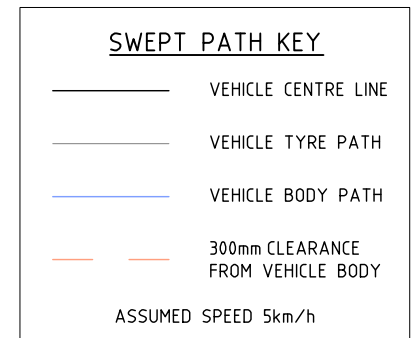 SWEPT PATH KEY
VEHICLE CENTRE LINE
VEHICLE TYRE PATH
VEHICLE BODY PATH
300mm CLEARANCE
FROM VEHICLE BODY
ASSUMED SPEED 5km/h